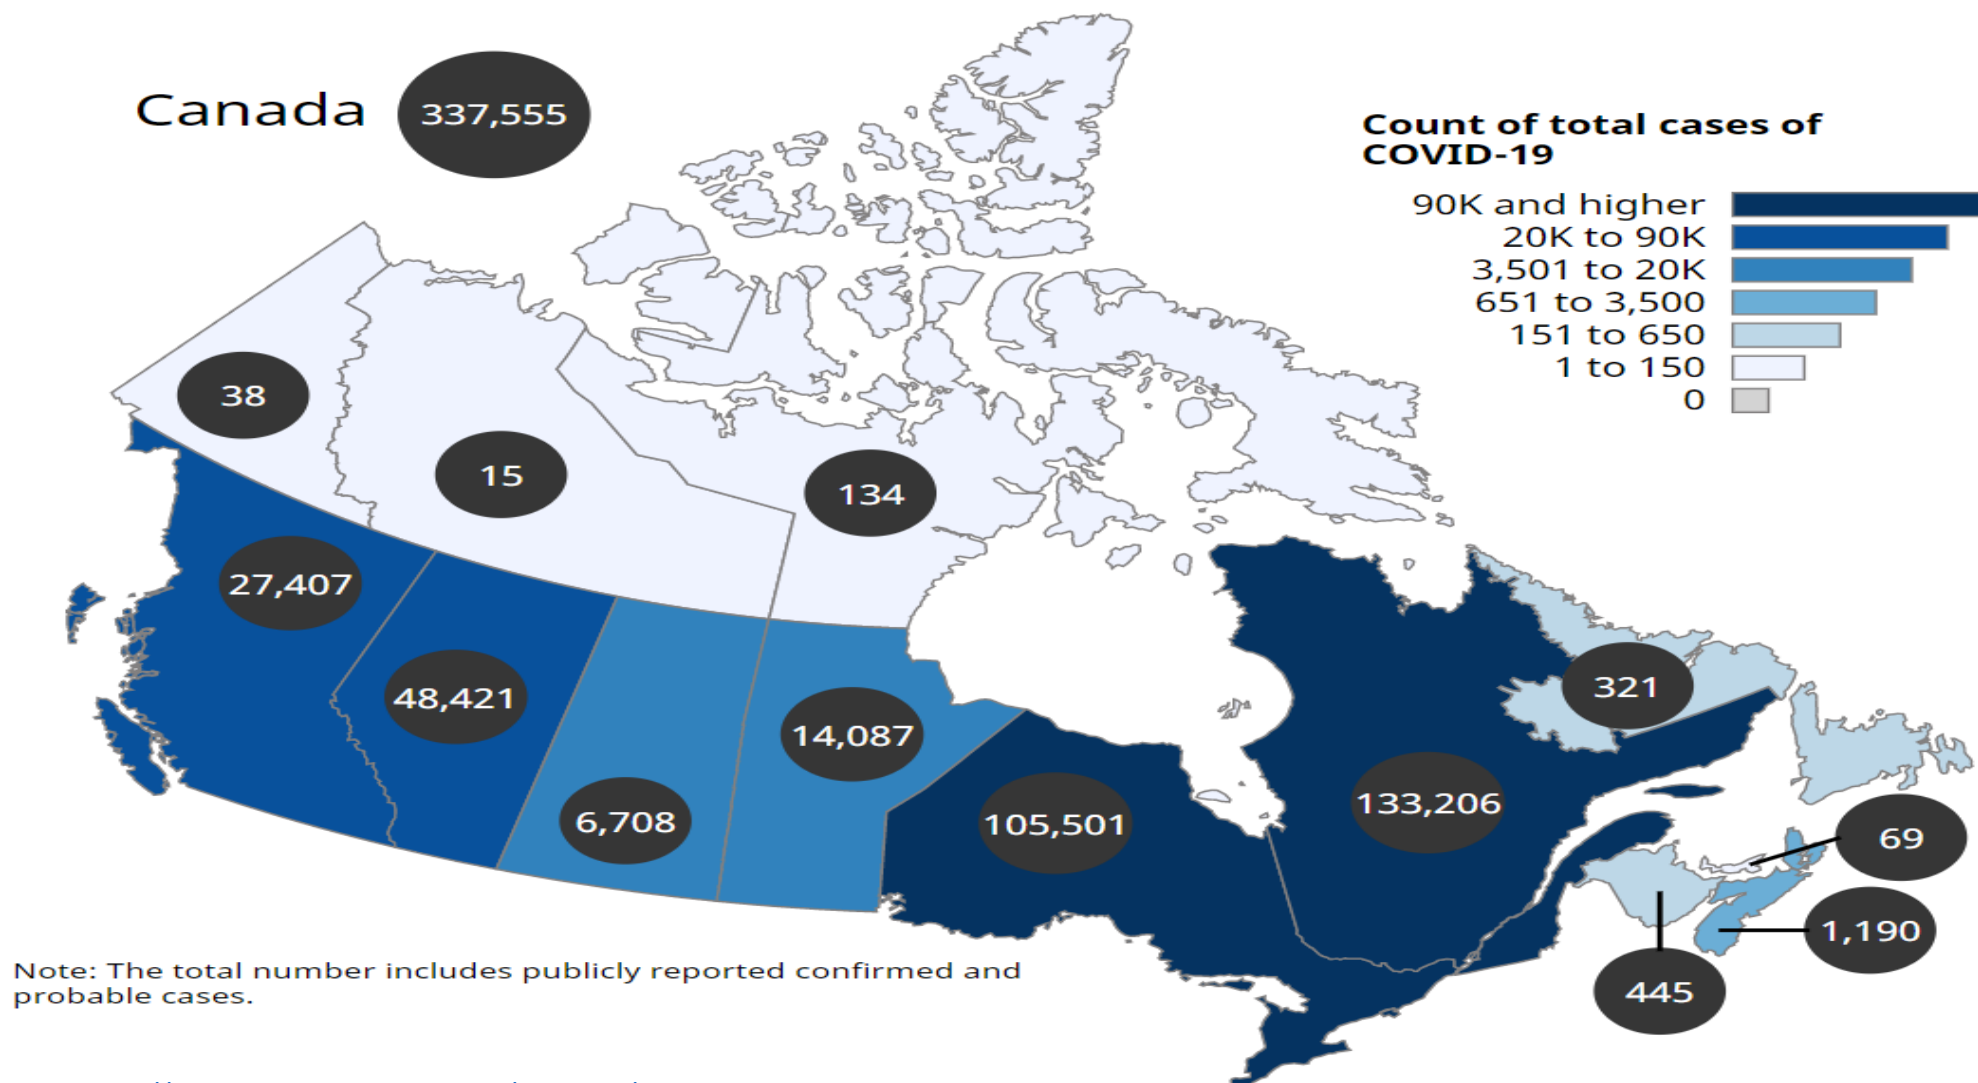 Canada
337,555
Count of total cases of
COVID-19
90K and higher
20K to 90K
3,501 to 20K
651 to 3,500
151 to 650
1 to 150
0
38
15
134
27,407
48,421
6,708
14,087
105,501
133,206
321
69
1,190
445
Note: The total number includes publicly reported confirmed and
probable cases.